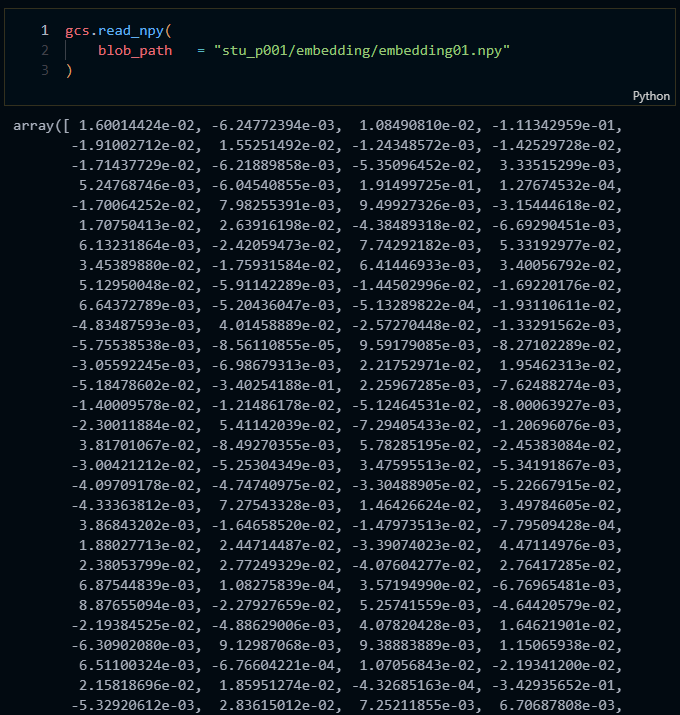 1 gcs.read_npy(
2 blob_path = "stu_p001/embedding/embedding01.npy"
3 )
Python
array([ 1.60014424e-02, -6.24772394e-03, 1.08490810e-02, -1.11342959e-01,
-1.91002712e-02, 1.55251492e-02, -1.24348572e-03, -1.42529728e-02,
-1.71437729e-02, -6.21889858e-03, -5.35096452e-02, 3.33515299e-03,
5.24768746e-03, -6.04540855e-03, 1.91499725e-01, 1.27674532e-04,
-1.70064252e-02, 7.98255391e-03, 9.49927326e-03, -3.15444618e-02,
1.70750413e-02, 2.63916198e-02, -4.38489318e-02, -6.69290451e-03,
6.13231864e-03, -2.42059473e-02, 7.74292182e-03, 5.33192977e-02,
3.45389880e-02, -1.75931584e-02, 6.41446933e-03, 3.40056792e-02,
5.12950048e-02, -5.91142289e-03, -1.44502996e-02, -1.69220176e-02,
6.64372789e-03, -5.20436047e-03, -5.13289822e-04, -1.93110611e-02,
-4.83487593e-03, 4.01458889e-02, -2.57270448e-02, -1.33291562e-03,
-5.75538538e-03, -8.56110855e-05, 9.59179085e-03, -8.27102289e-02,
-3.05592245e-03, -6.98679313e-03, 2.21752971e-02, 1.95462313e-02,
-5.18478602e-02, -3.40254188e-01, 2.25967285e-03, -7.62488274e-03,
-1.40009578e-02, -1.21486178e-02, -5.12464531e-02, -8.00063927e-03,
-2.30011884e-02, 5.41142039e-02, -7.29405433e-02, -1.20696076e-03,
3.81701067e-02, -8.49270355e-03, 5.78285195e-02, -2.45383084e-02,
-3.00421212e-02, -5.25304349e-03, 3.47595513e-02, -5.34191867e-03,
-4.09709178e-02, -4.74740975e-02, -3.30488905e-02, -5.22667915e-02,
-4.33363812e-03, 7.27543328e-03, 1.46426624e-02, 3.49784605e-02,
3.86843202e-03, -1.64658520e-02, -1.47973513e-02, -7.79509428e-04,
1.88027713e-02, 2.44714487e-02, -3.39074023e-02, 4.47114976e-03,
2.38053799e-02, 2.77249329e-02, -4.07604277e-02, 2.76417285e-02,
6.87544839e-03, 1.08275839e-04, 3.57194990e-02, -6.76965481e-03,
8.87655094e-03, -2.27927659e-02, 5.25741559e-03, -4.64420579e-02,
-2.19384525e-02, -4.88629006e-03, 4.07820428e-03, 1.64621901e-02,
-6.30902080e-03, 9.12987068e-03, 9.38883889e-03, 1.15065938e-02,
6.51100324e-03, -6.76604221e-04, 1.07056843e-02, -2.19341200e-02,
2.15818696e-02, 1.85951274e-02, -4.32685163e-04, -3.42935652e-01,
-5.32920612e-03, 2.83615012e-02, 7.25211855e-03, 6.70687808e-03,